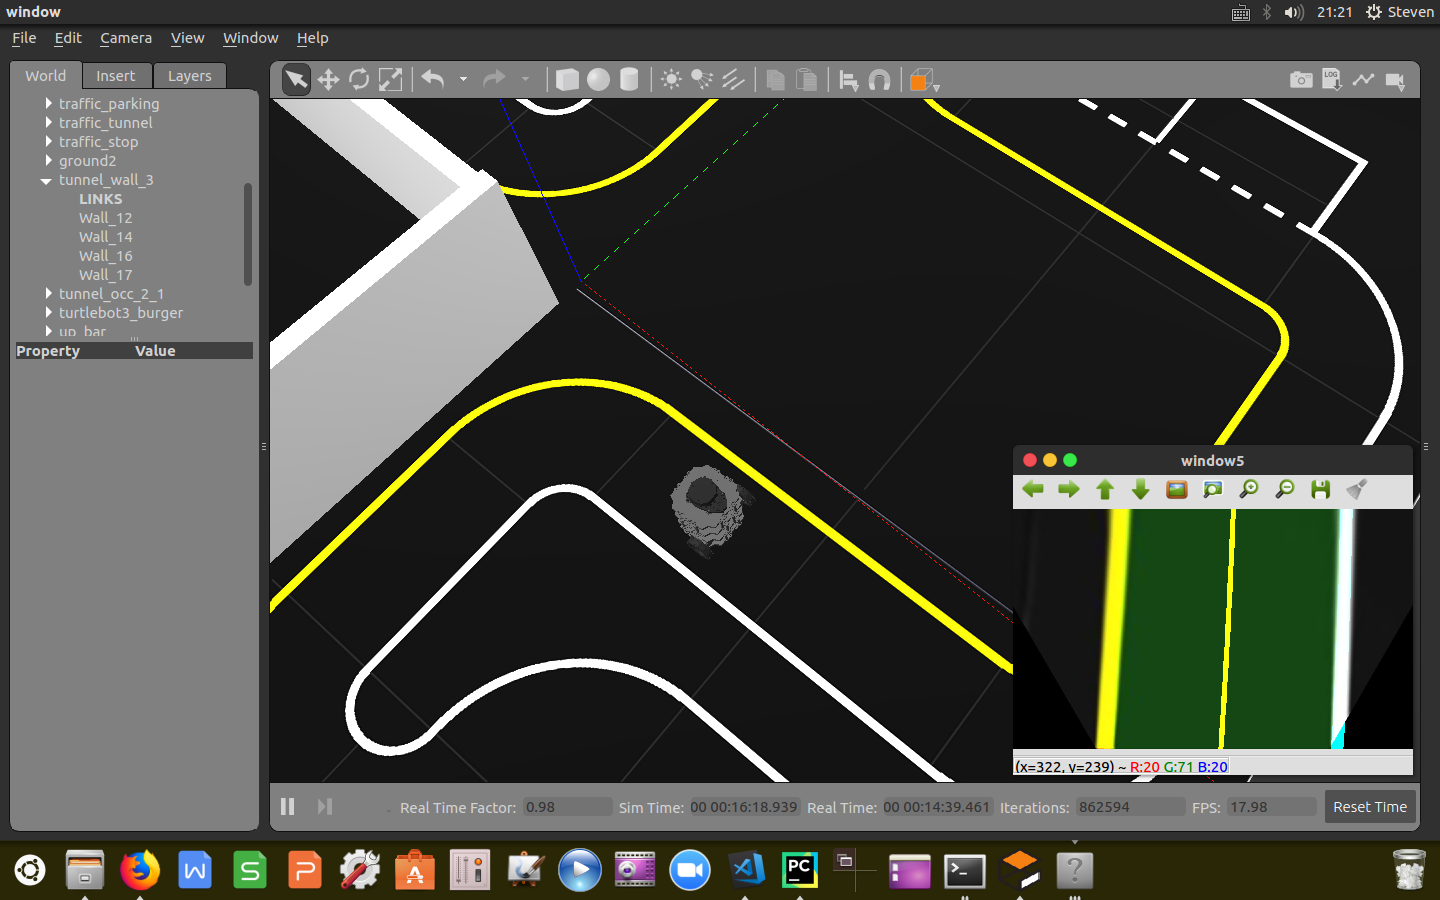 window
21:21
Steven
File Edit Camera View Window Help
World Insert Layers
traffic_parking
traffic_tunnel
traffic_stop
ground2
tunnel_wall_3
LINKS
Wall_12
Wall_14
Wall_16
Wall_17
tunnel_occ_2_1
turtlebot3_burger
up_bar
Property Value
LOG
window5
(x=322, y=239) ~ R:20 G:71 B:20
Real Time Factor: 0.98 Sim Time: 00 00:16:18.939 Real Time: 00 00:14:39.461 Iterations: 862594 FPS: 17.98 Reset Time
W S P A PC ?